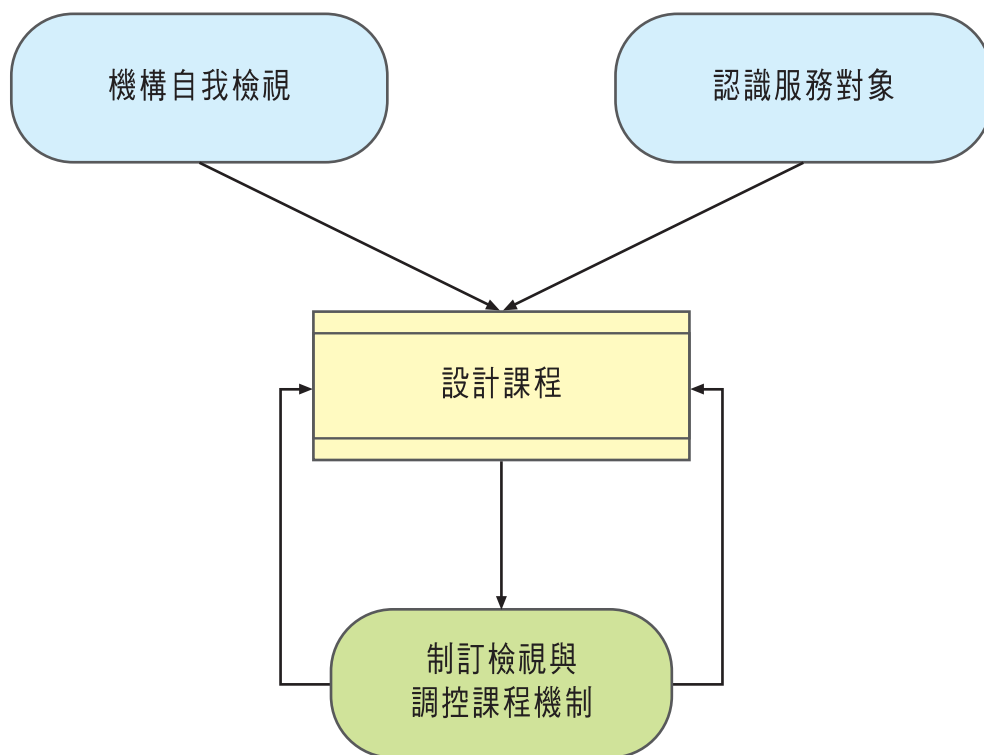 機構自我檢視
認識服務對象
設計課程
制訂檢視與
調控課程機制